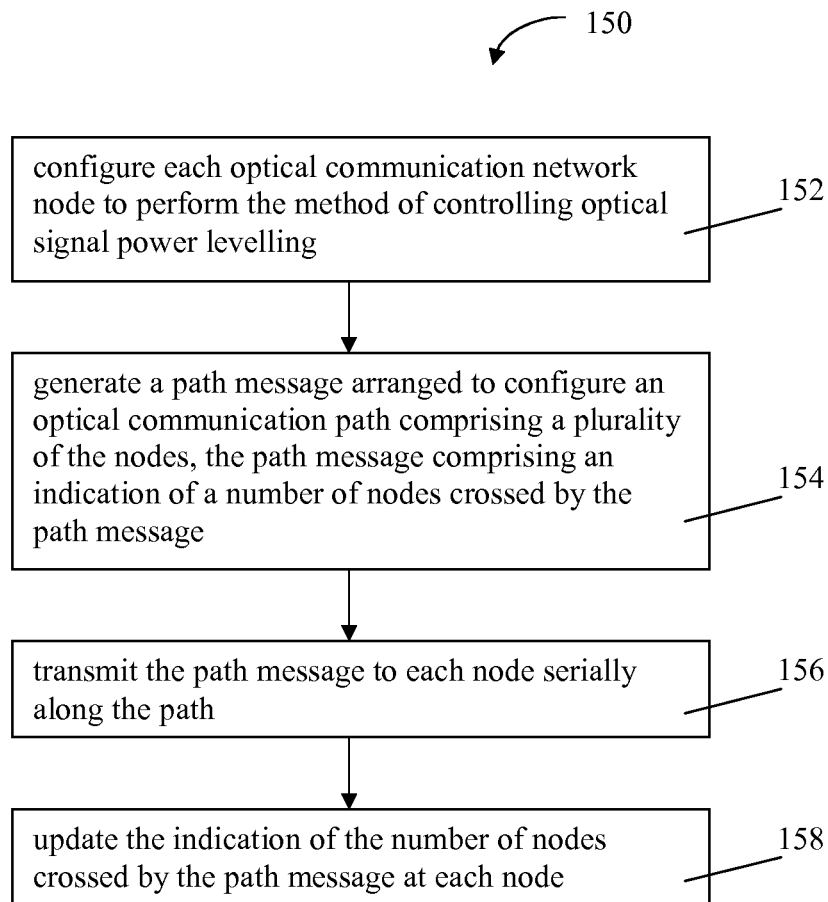 150
configure each optical communication network
node to perform the method of controlling optical
signal power levelling
152
generate a path message arranged to configure an
optical communication path comprising a plurality
of the nodes, the path message comprising an
indication of a number of nodes crossed by the
path message
154
transmit the path message to each node serially
along the path
156
update the indication of the number of nodes
crossed by the path message at each node
158